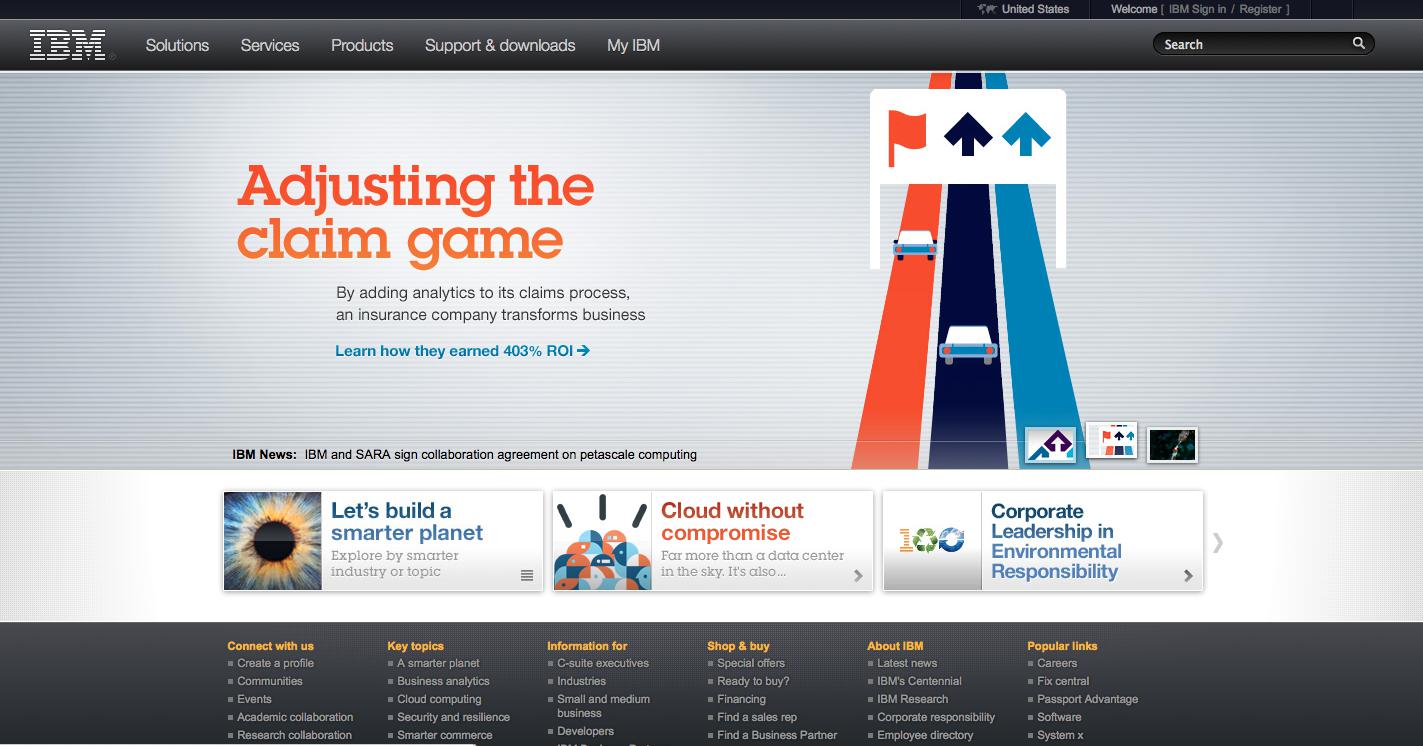 United States
Welcome [ IBM Sign in / Register ]
IBM®
Solutions
Services
Products
Support & downloads
My IBM
Search
Adjusting the
claim game
By adding analytics to its claims process,
an insurance company transforms business
Learn how they earned 403% ROI →
IBM News: IBM and SARA sign collaboration agreement on petascale computing
Let's build a
smarter planet
Explore by smarter
industry or topic
Cloud without
compromise
Far more than a data center
in the sky. It's also...
100
Corporate
Leadership in
Environmental
Responsibility
Connect with us
Create a profile
Communities
Events
Academic collaboration
Research collaboration
Key topics
A smarter planet
Business analytics
Cloud computing
Security and resilience
Smarter commerce
Information for
C-suite executives
Industries
Small and medium
business
Developers
Shop & buy
Special offers
Ready to buy?
Financing
Find a sales rep
Find a Business Partner
About IBM
Latest news
IBM's Centennial
IBM Research
Corporate responsibility
Employee directory
Popular links
Careers
Fix central
Passport Advantage
Software
System x